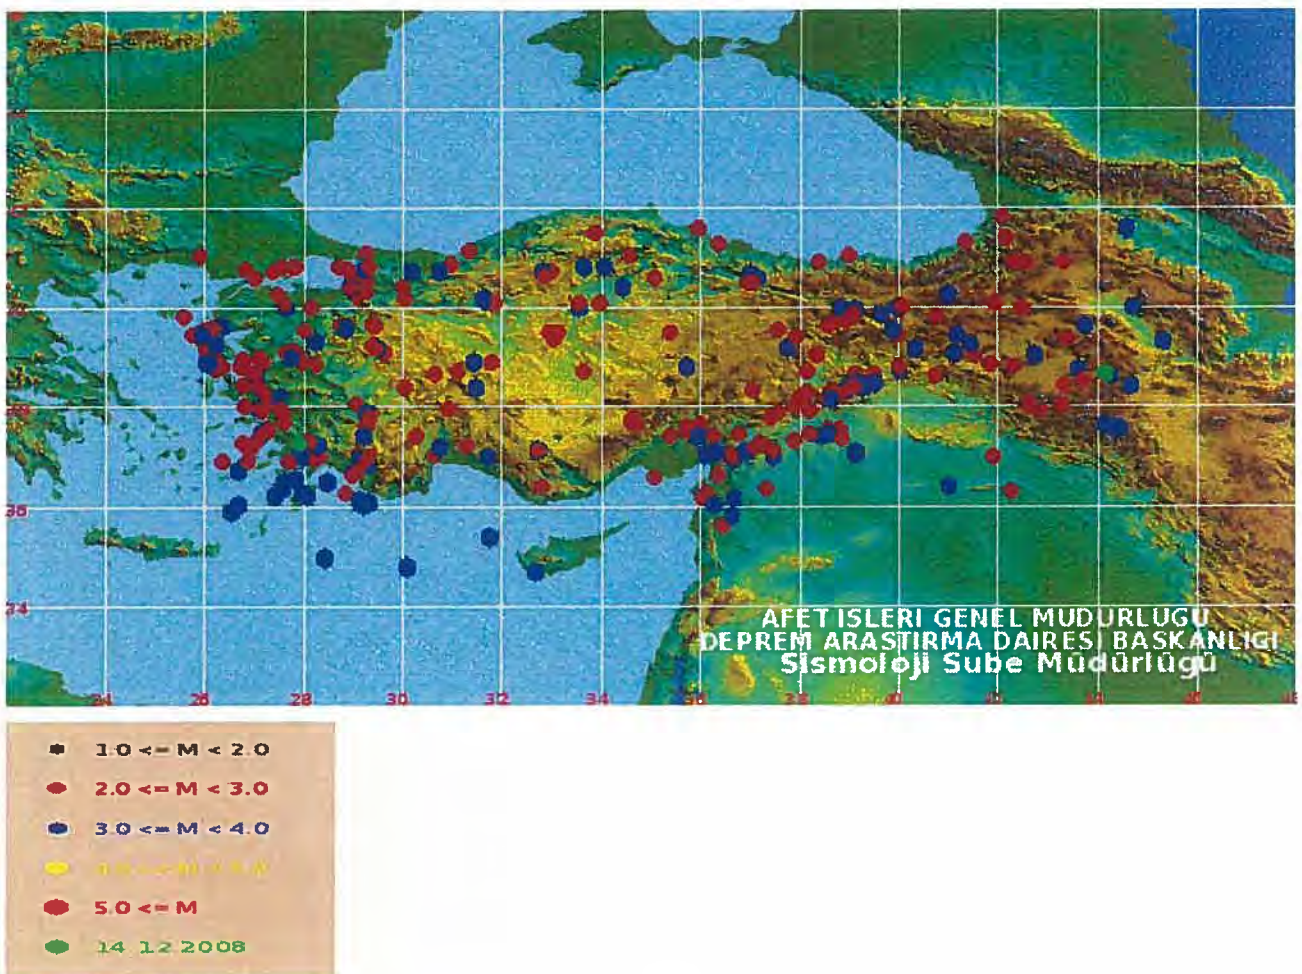 36
34
24
26
28
30
32
34
36
38
40
42
44
46
AFET ISLERI GENEL MUDURLUGU
DEPREM ARASTIRMA DAIRESI BASKANLIGI
Sismoloji Sube Müdürlügü
1.0 <= M < 2.0
2.0 <= M < 3.0
3.0 <= M < 4.0
5.0 <= M
14 12 2008